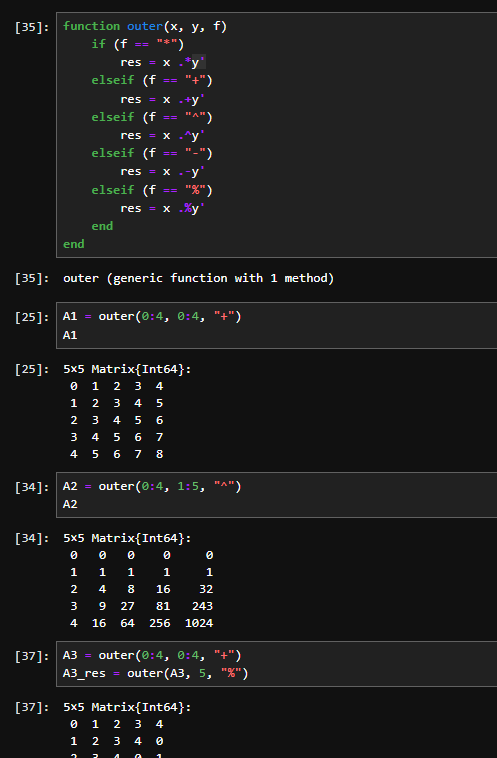 [35]: function outer(x, y, f)
if (f == "*")
res = x .*y'
elseif (f == "+")
res = x .+y'
elseif (f == "^")
res = x .^y'
elseif (f == "-")
res = x .-y'
elseif (f == "%")
res = x .%y'
end
end
[35]: outer (generic function with 1 method)
[25]: A1 = outer(0:4, 0:4, "+")
A1
[25]: 5×5 Matrix{Int64}:
0 1 2 3 4
1 2 3 4 5
2 3 4 5 6
3 4 5 6 7
4 5 6 7 8
[34]: A2 = outer(0:4, 1:5, "^")
A2
[34]: 5×5 Matrix{Int64}:
0 0 0 0 0
1 1 1 1 1
2 4 8 16 32
3 9 27 81 243
4 16 64 256 1024
[37]: A3 = outer(0:4, 0:4, "+")
A3_res = outer(A3, 5, "%")
[37]: 5×5 Matrix{Int64}:
0 1 2 3 4
1 2 3 4 0
2 3 4 0 1